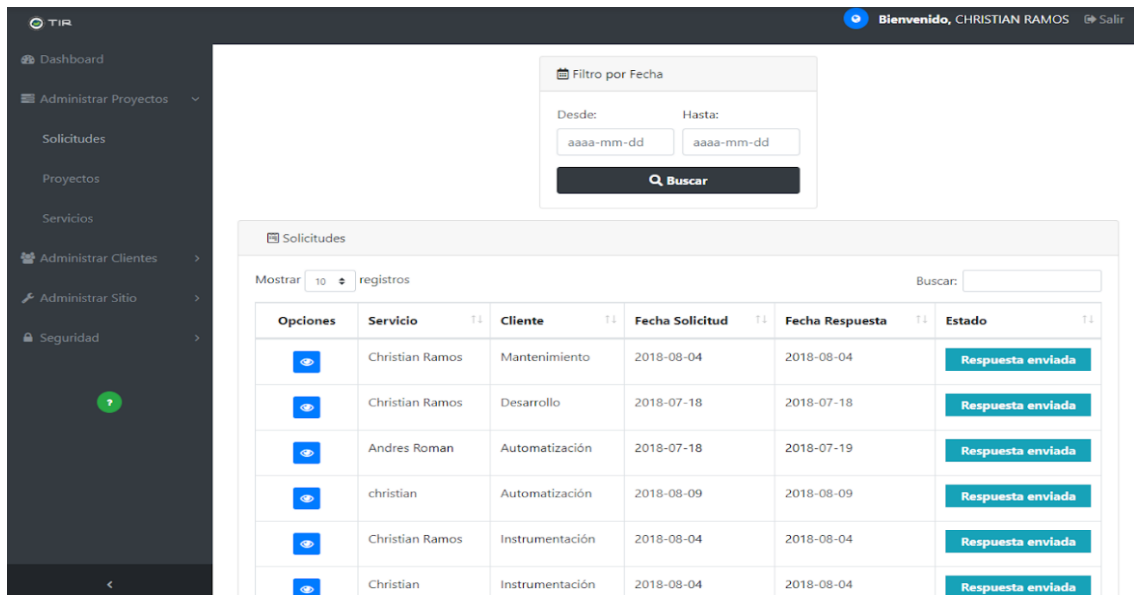 TIR
Bienvenido, CHRISTIAN RAMOS Salir
Dashboard
Administrar Proyectos
Solicitudes
Proyectos
Servicios
Administrar Clientes
Administrar Sitio
Seguridad
?
Filtro por Fecha
Desde: Hasta:
aaaa-mm-dd aaaa-mm-dd
Buscar
Solicitudes
Mostrar 10 registros Buscar:
Opciones Servicio Cliente Fecha Solicitud Fecha Respuesta Estado
Christian Ramos Mantenimiento 2018-08-04 2018-08-04 Respuesta enviada
Christian Ramos Desarrollo 2018-07-18 2018-07-18 Respuesta enviada
Andres Roman Automatización 2018-07-18 2018-07-19 Respuesta enviada
christian Automatización 2018-08-09 2018-08-09 Respuesta enviada
Christian Ramos Instrumentación 2018-08-04 2018-08-04 Respuesta enviada
Christian Instrumentación 2018-08-04 2018-08-04 Respuesta enviada